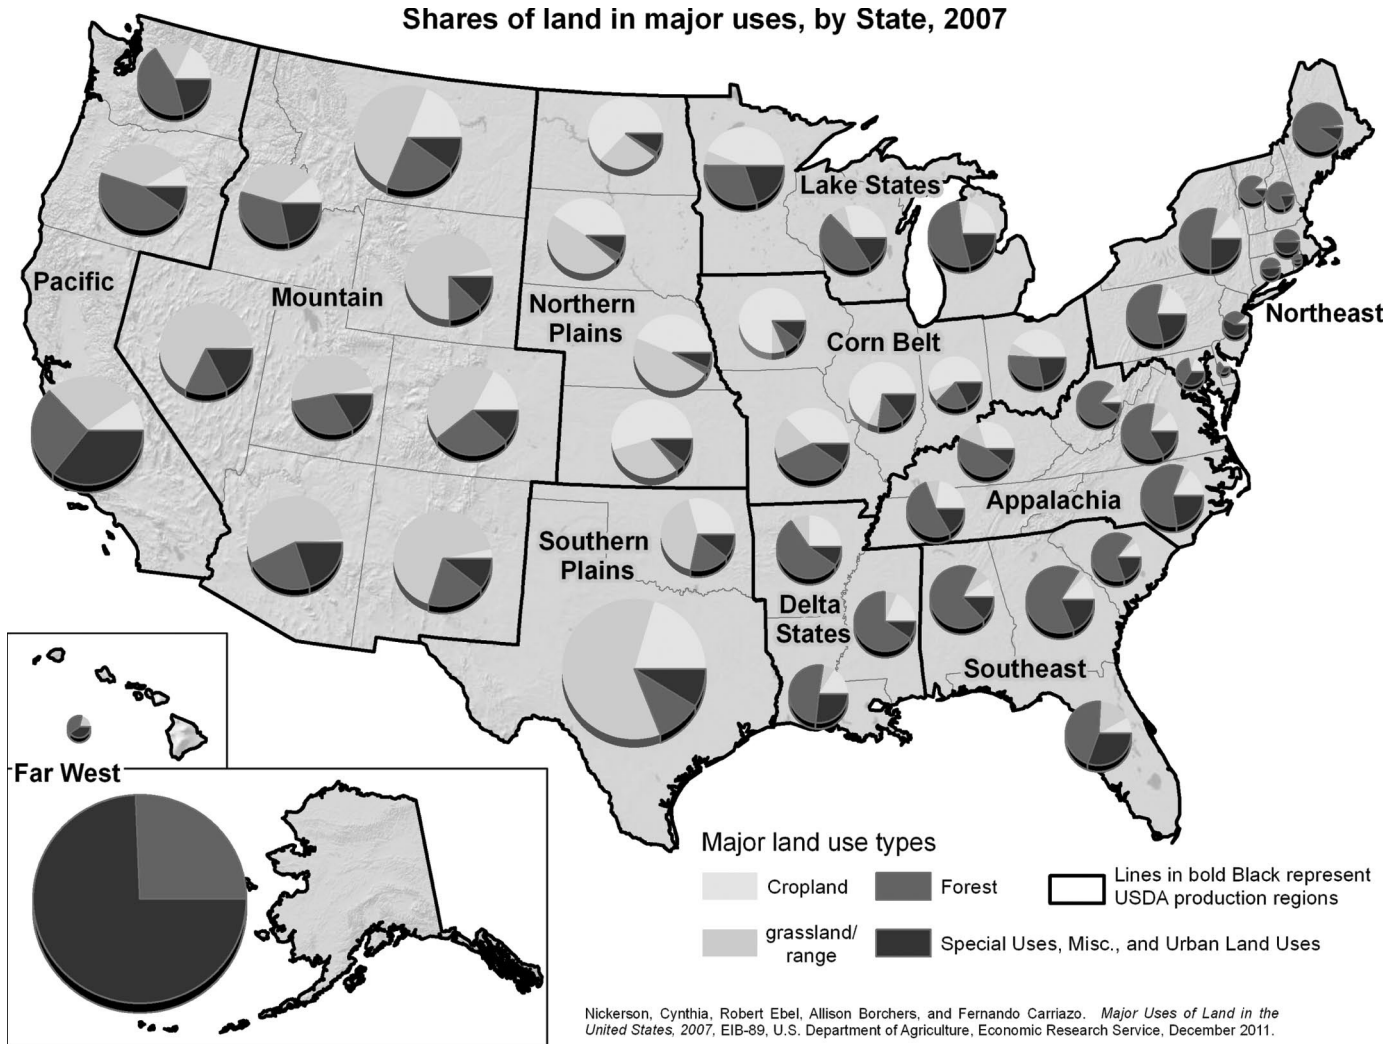 Shares of land in major uses, by State, 2007
Lake States
Pacific
Mountain
Northern
Plains
Northeast
Corn Belt
Appalachia
Southern
Plains
Delta
States
Southeast
Far West
Major land use types
Cropland
Forest
Lines in bold Black represent
USDA production regions
grassland/
range
Special Uses, Misc., and Urban Land Uses
Nickerson, Cynthia, Robert Ebel, Allison Borchers, and Fernando Carriazo. Major Uses of Land in the
United States, 2007, EIB-89, U.S. Department of Agriculture, Economic Research Service, December 2011.